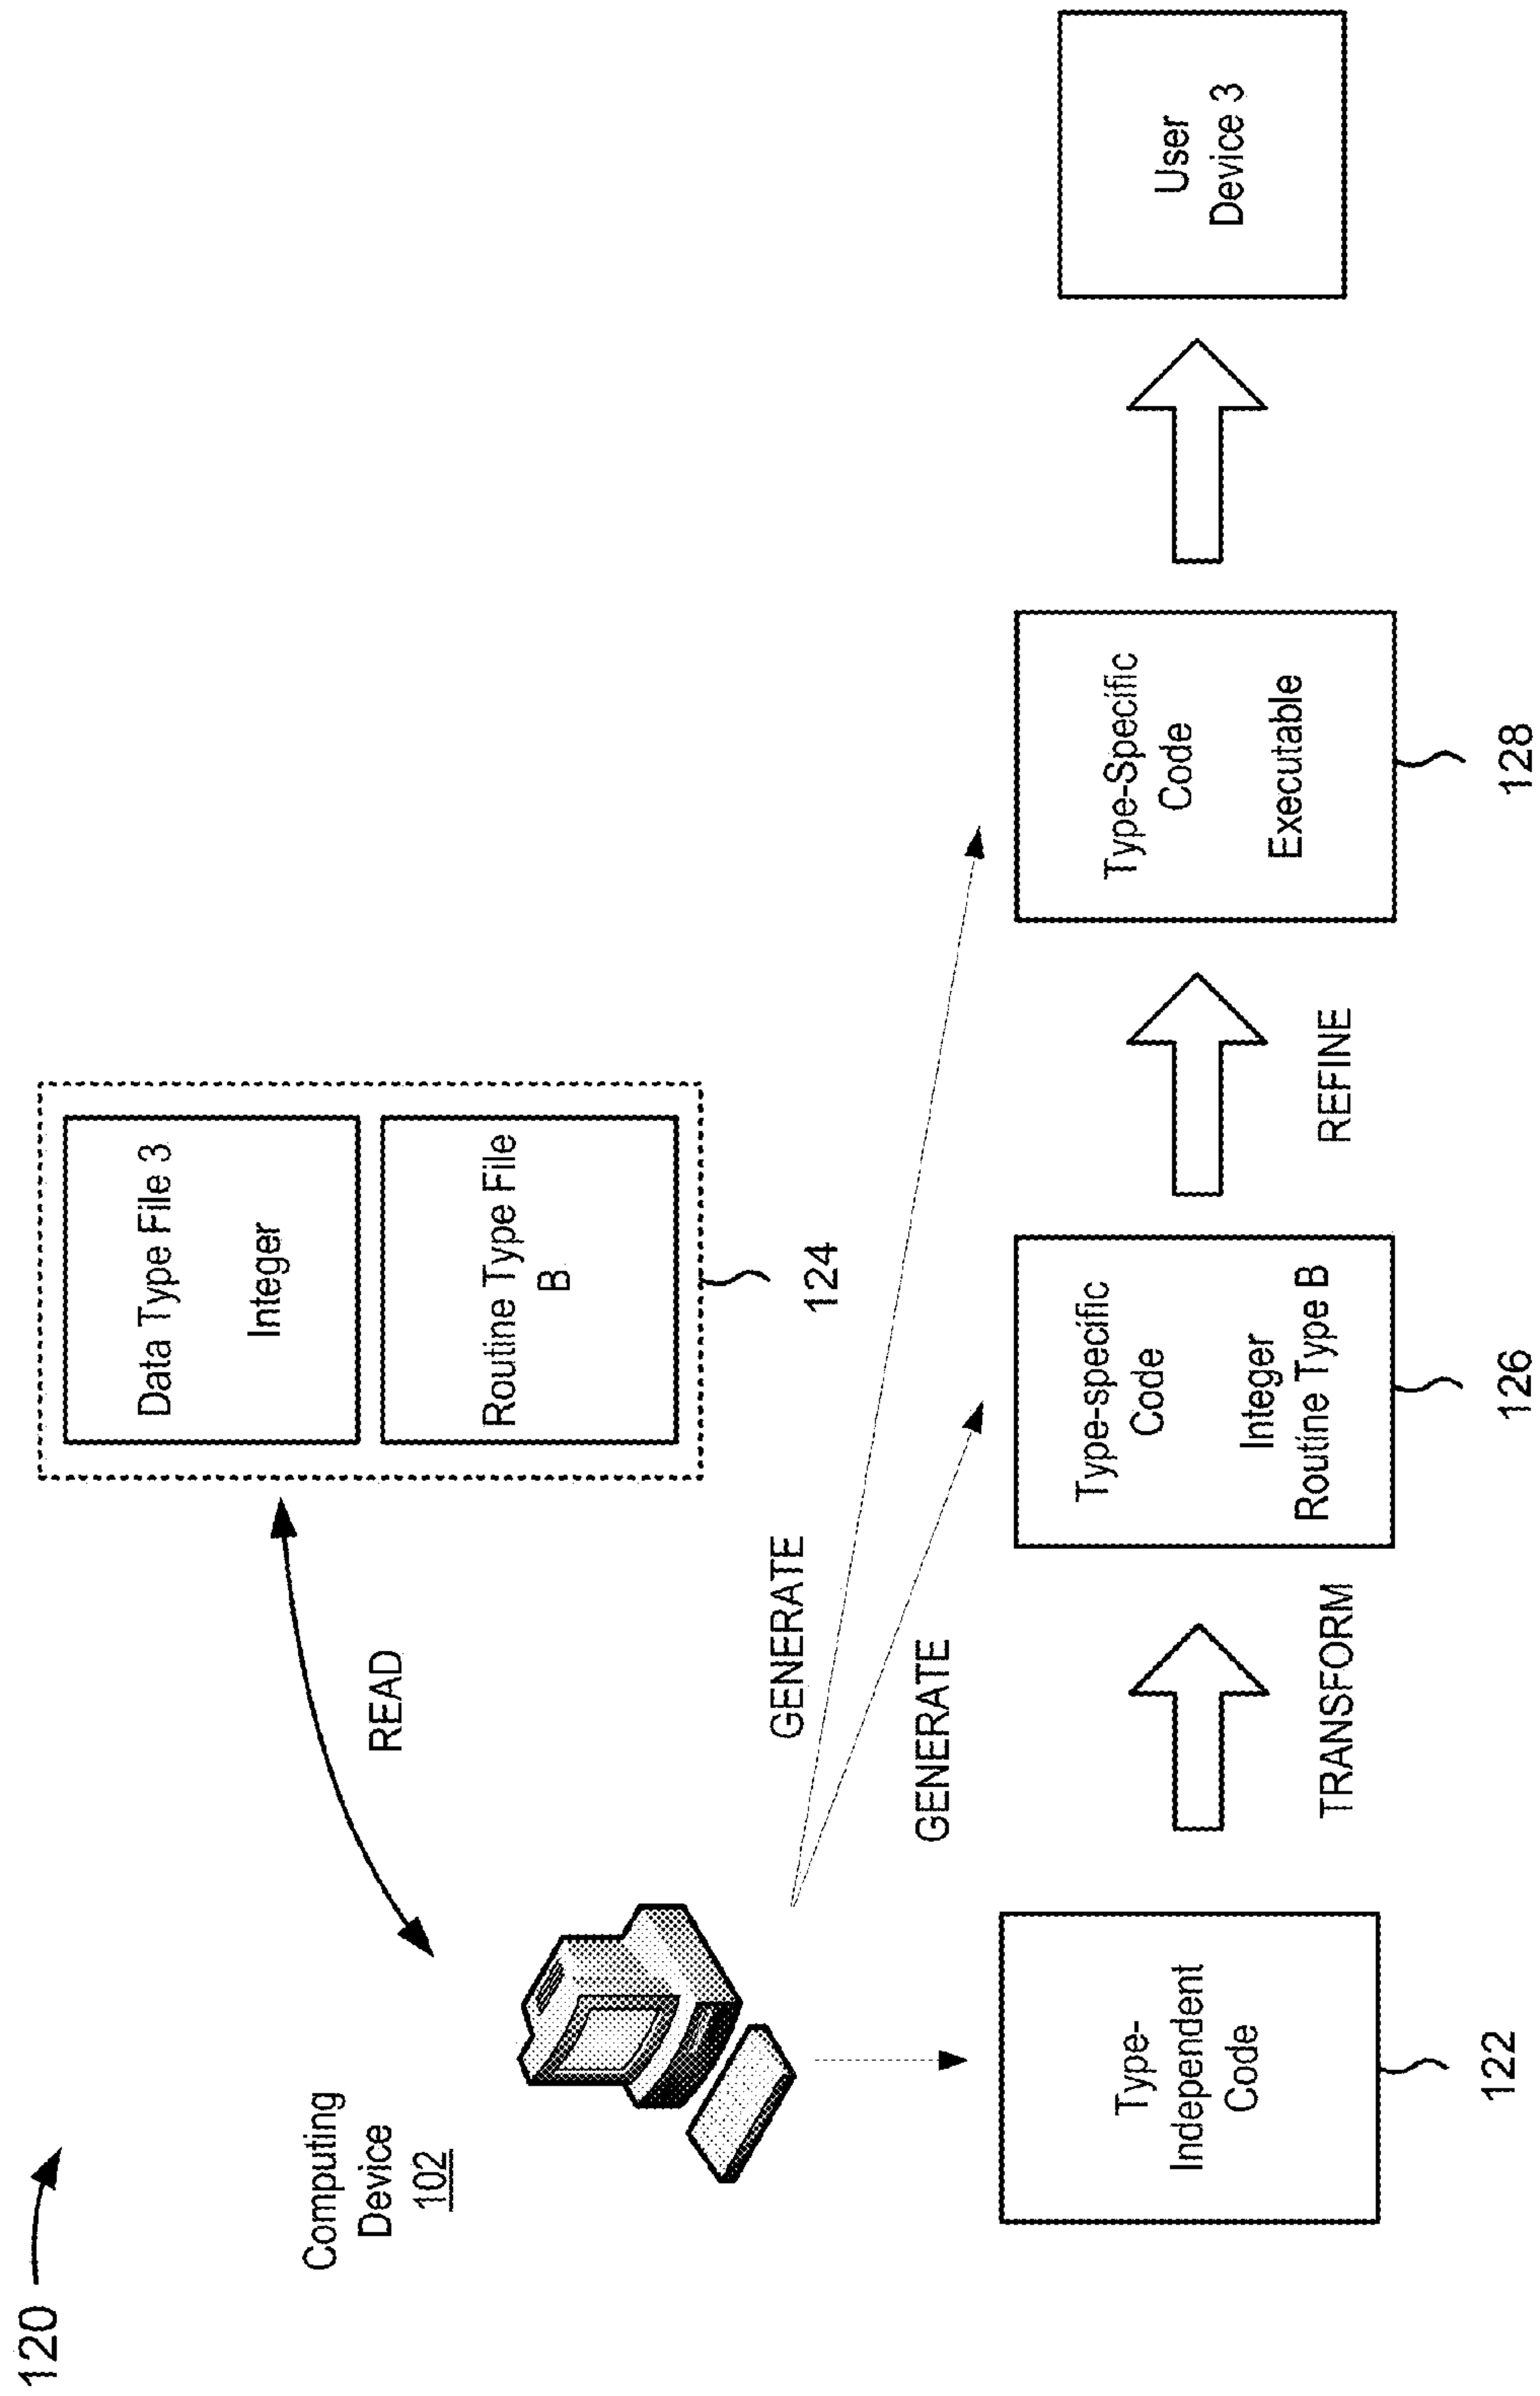 120
Computing
Device
102
READ
Data Type File 3
Integer
Routine Type File
B
124
GENERATE
GENERATE
Type-
Independent
Code
122
TRANSFORM
Type-specific
Code
Integer
Routine Type B
126
REFINE
Type-Specific
Code
Executable
128
User
Device 3